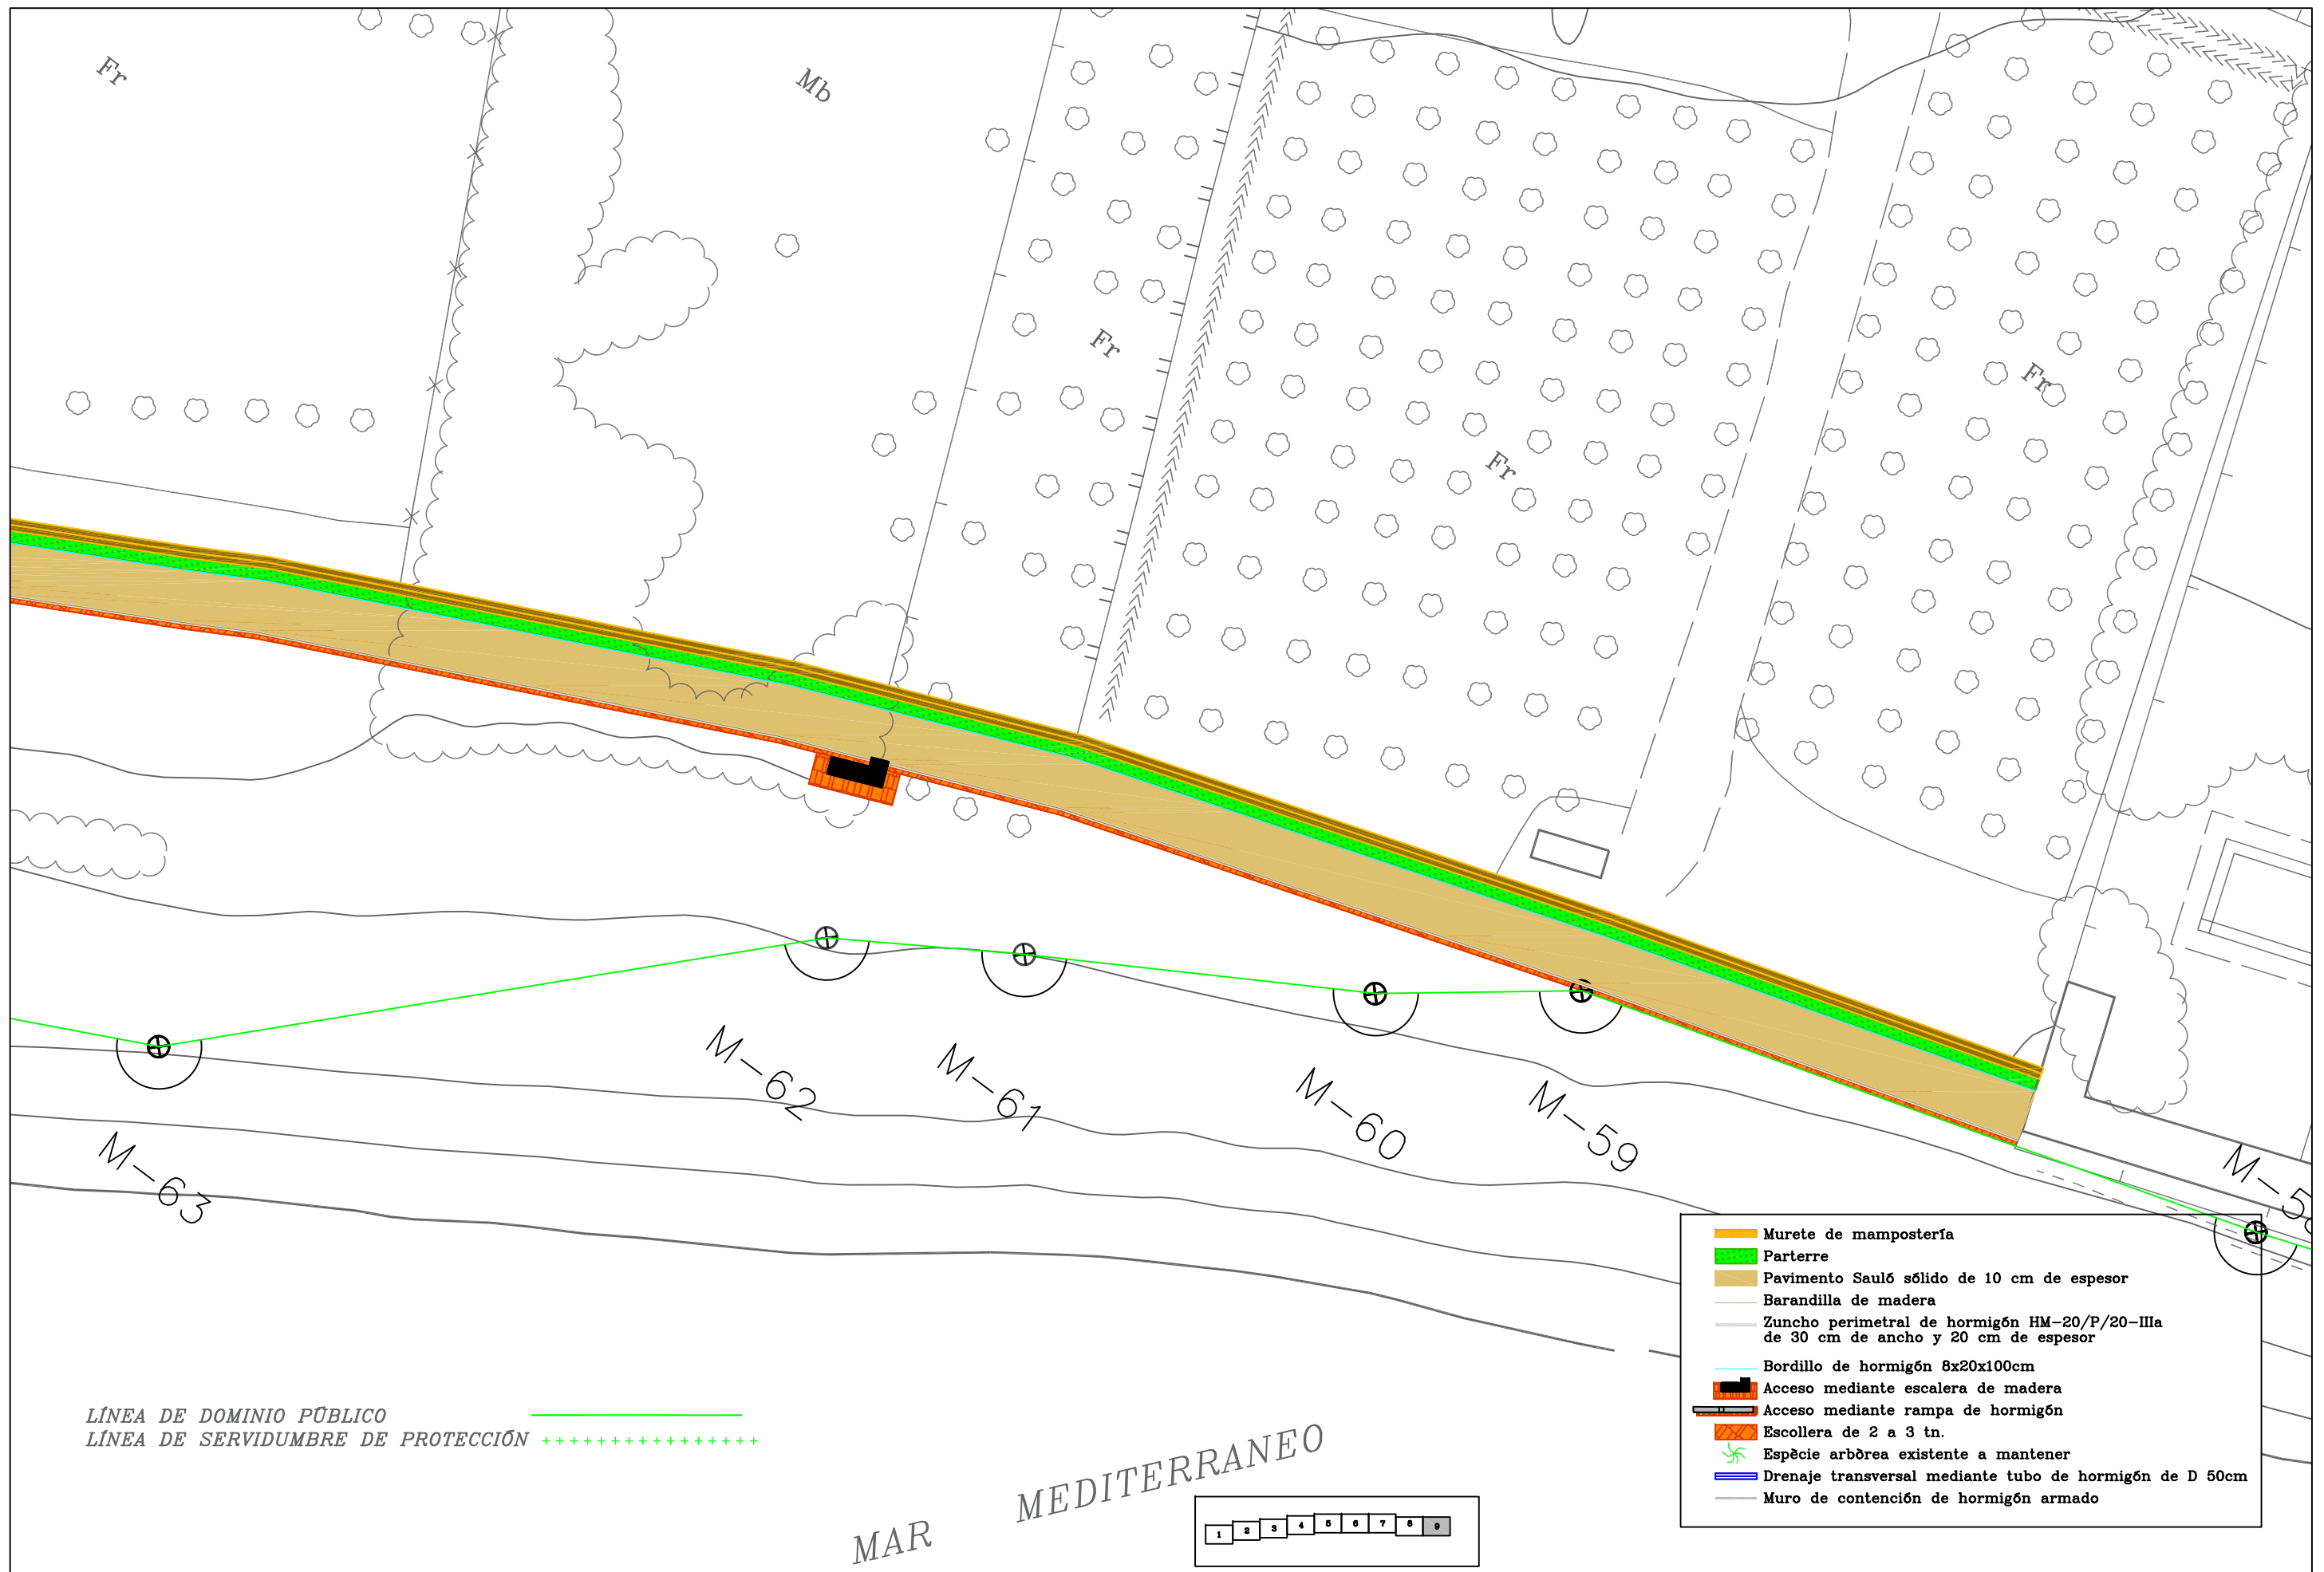 Fr
Mb
Fr
Fr
Fr
M-62
M-61
M-60
M-59
M-63
Murete de mampostería
Parterre
Pavimento Sauló sólido de 10 cm de espesor
Barandilla de madera
Zuncho perimetral de hormigón HM-20/P/20-IIIa
de 30 cm de ancho y 20 cm de espesor
Bordillo de hormigón 8x20x100cm
Acceso mediante escalera de madera
Acceso mediante rampa de hormigón
Escollera de 2 a 3 tn.
Espècie arbòrea existente a mantener
Drenaje transversal mediante tubo de hormigón de D 50cm
Muro de contención de hormigón armado
LÍNEA DE DOMINIO PÚBLICO
LÍNEA DE SERVIDUMBRE DE PROTECCIÓN
MAR MEDITERRANEO
1 2 3 4 5 6 7 8 9